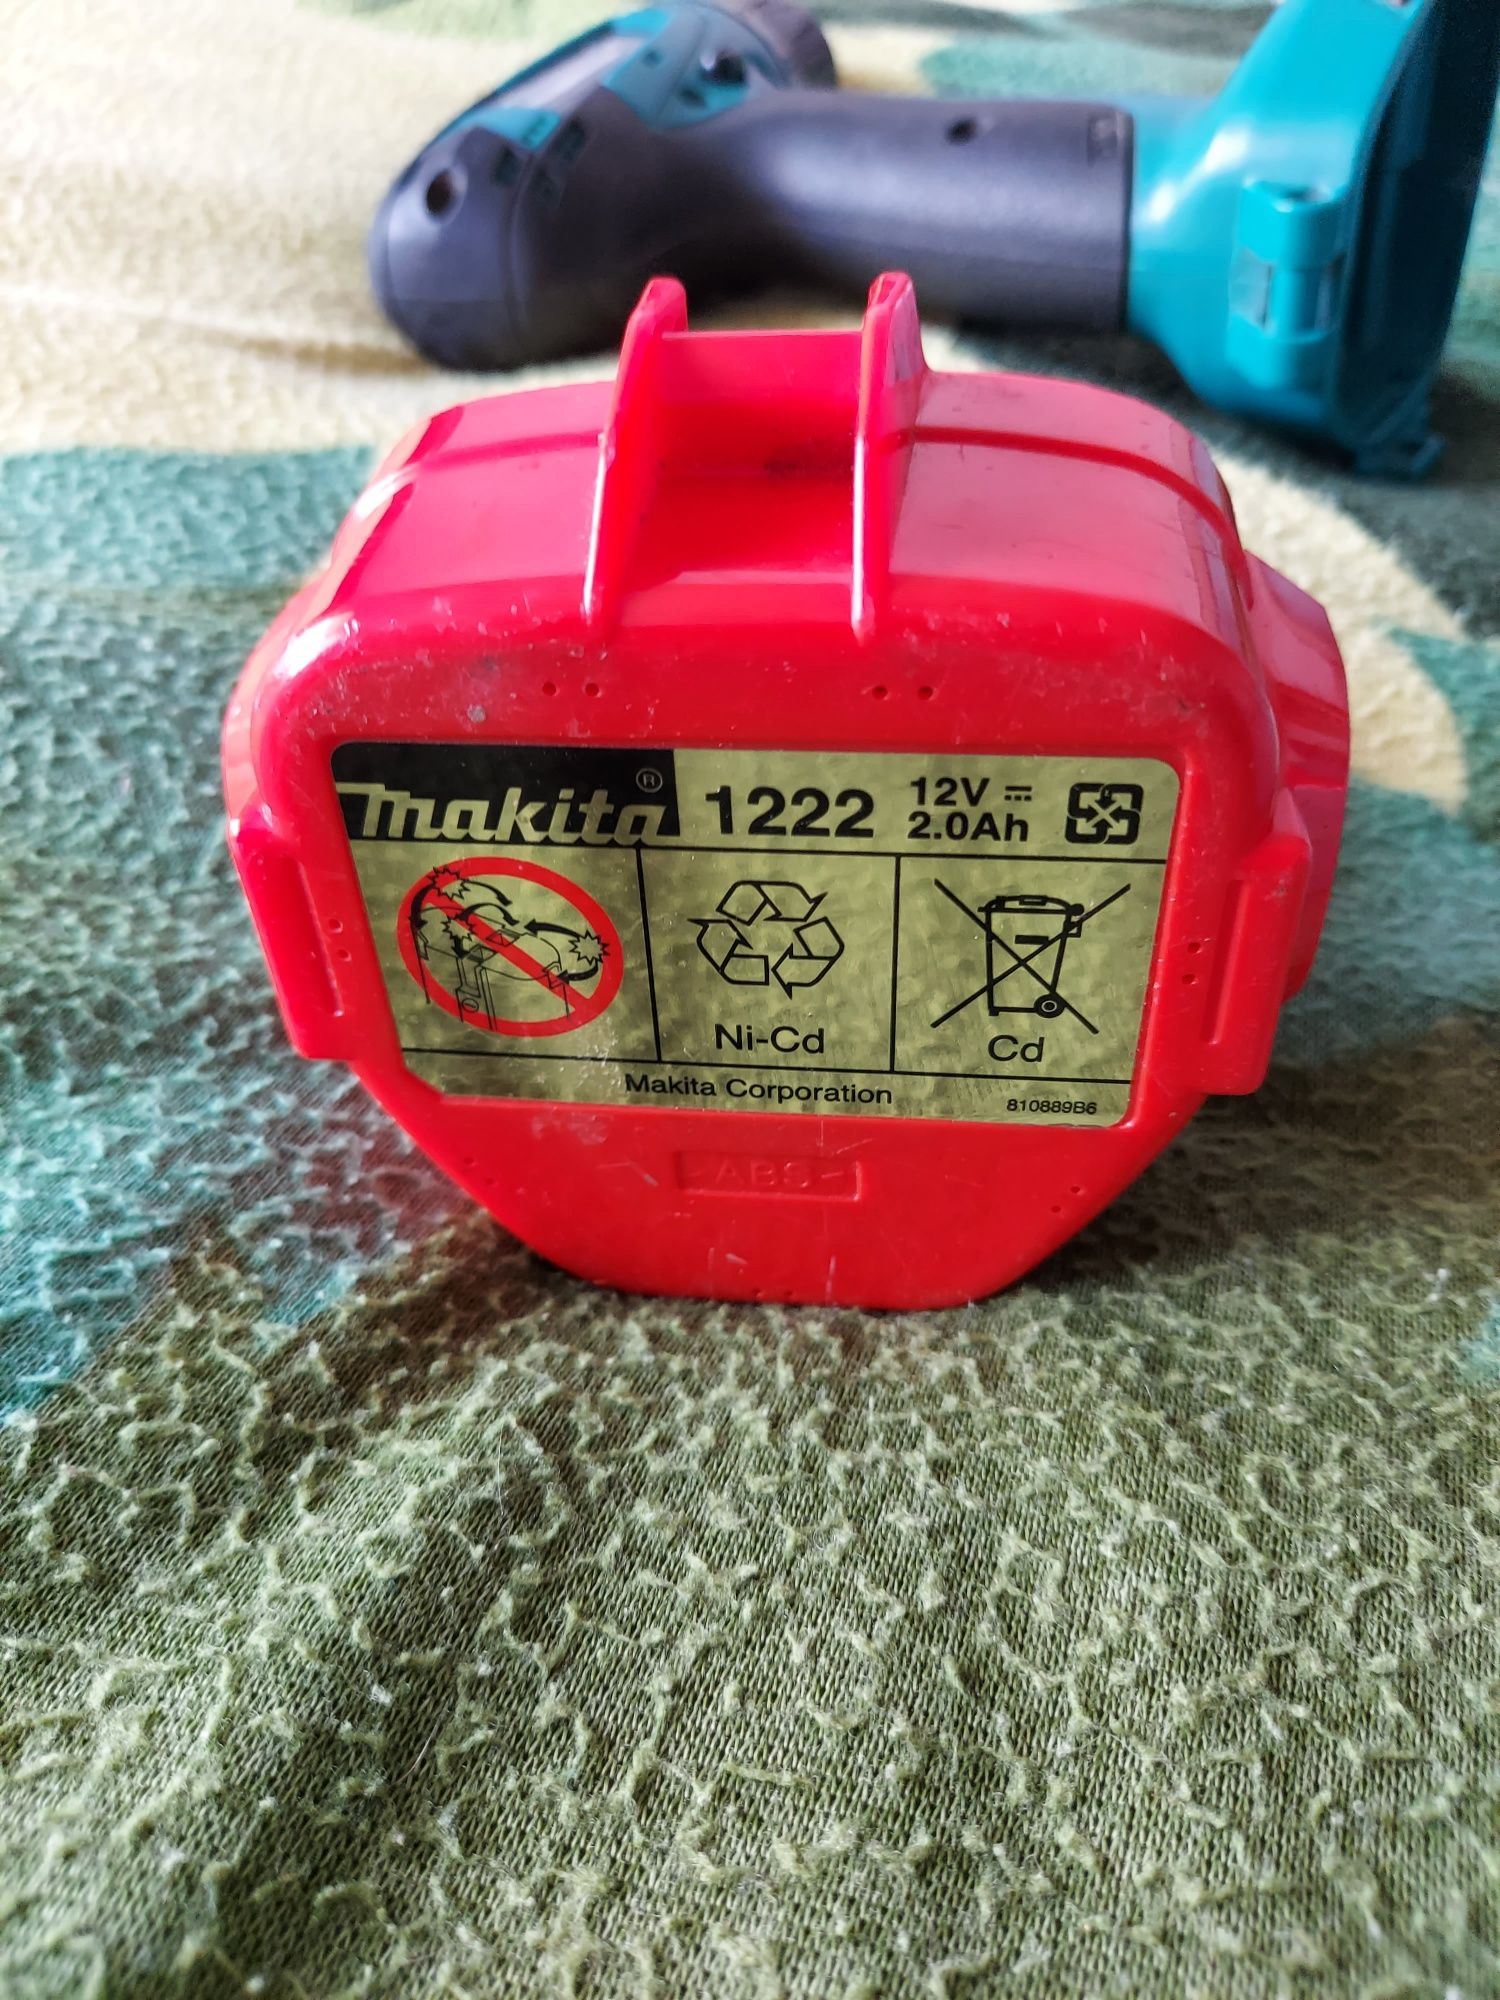 makita ® 1222 12V ⎓
2.0Ah
Ni-Cd
Cd
Makita Corporation
810889B6
>ABS<